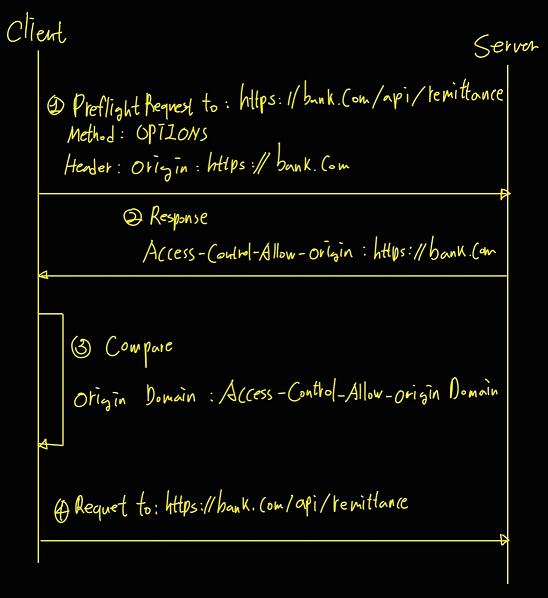 Client
Server
① Preflight Request to : https://bank.Com/api/remittance
Method : OPTIONS
Header : Origin : https://bank.Com
② Response
Access-Control-Allow-origin : https://bank.Com
③ Compare
Origin Domain : Access-Control-Allow-origin Domain
④ Requet to : https://bank.Com/api/remittance